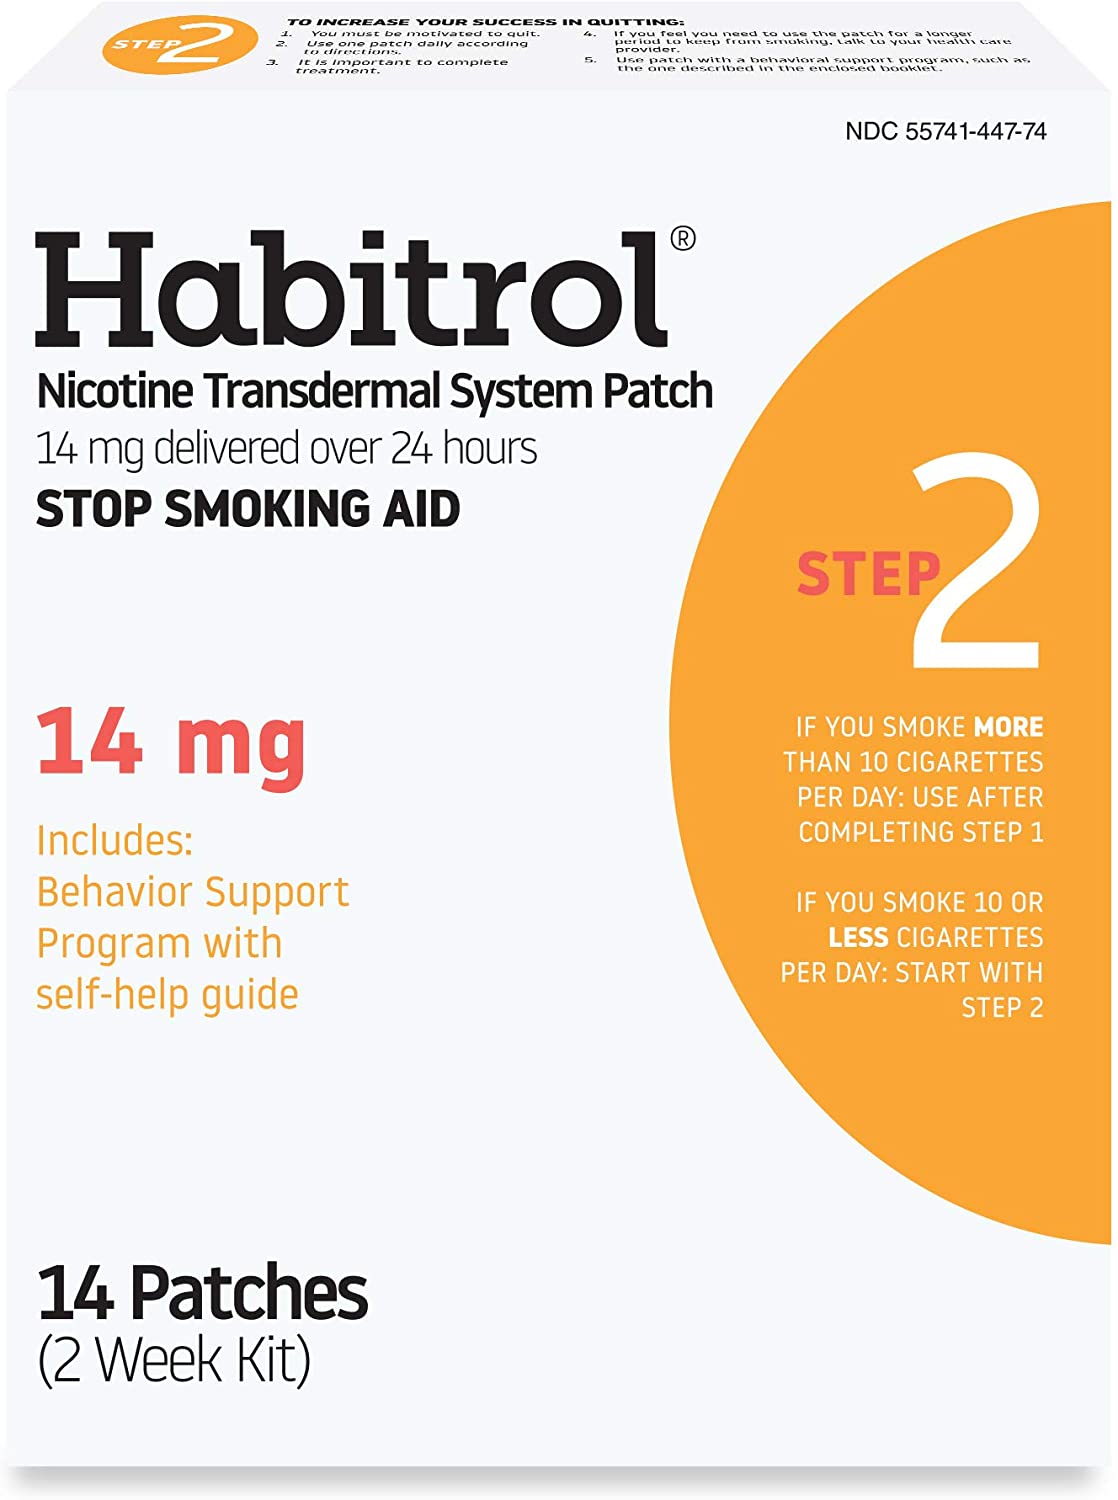 STEP 2
TO INCREASE YOUR SUCCESS IN QUITTING:
1. You must be motivated to quit.
2. Use one patch daily according
to directions.
3. It is important to complete
treatment.
4. If you feel you need to use the patch for a longer
period to keep from smoking, talk to your health care
provider.
5. Use patch with a behavioral support program, such as
the one described in the enclosed booklet.
NDC 55741-447-74
Habitrol®
Nicotine Transdermal System Patch
14 mg delivered over 24 hours
STOP SMOKING AID
STEP 2
14 mg
Includes:
Behavior Support
Program with
self-help guide
IF YOU SMOKE MORE
THAN 10 CIGARETTES
PER DAY: USE AFTER
COMPLETING STEP 1
IF YOU SMOKE 10 OR
LESS CIGARETTES
PER DAY: START WITH
STEP 2
14 Patches
(2 Week Kit)